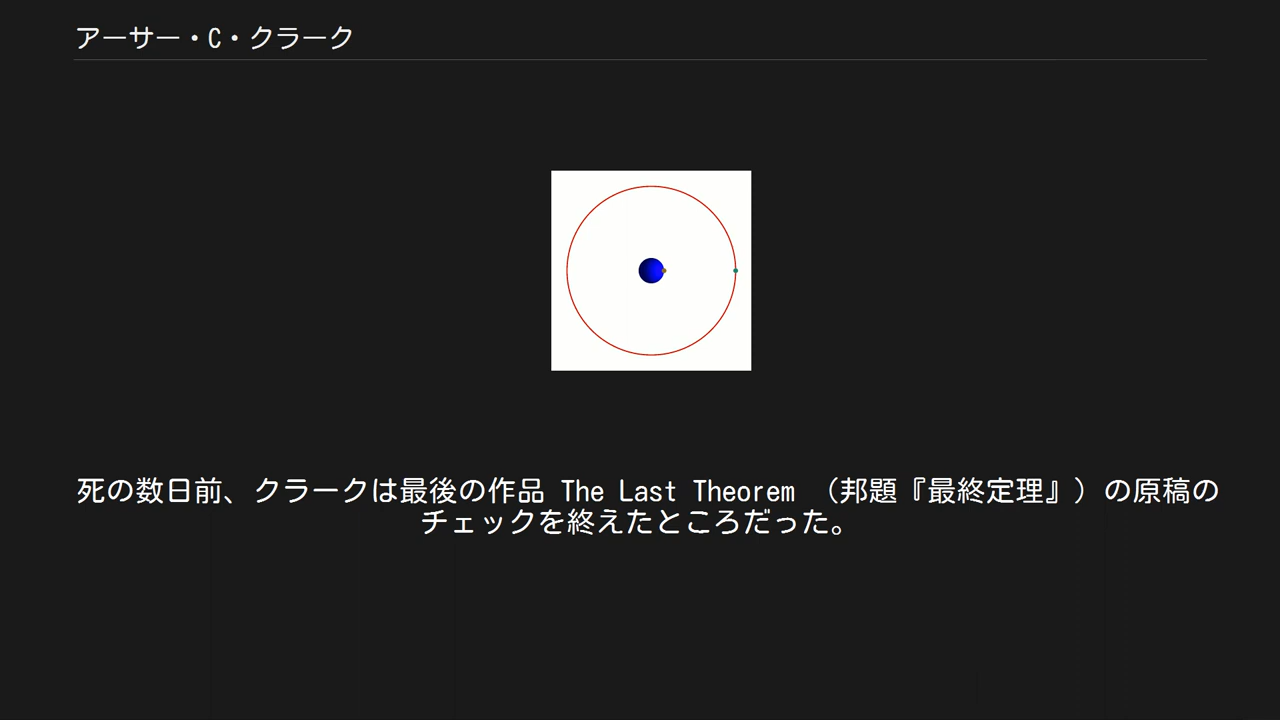 アーサー・C・クラーク
死の数日前、クラークは最後の作品 The Last Theorem （邦題『最終定理』）の原稿の
チェックを終えたところだった。